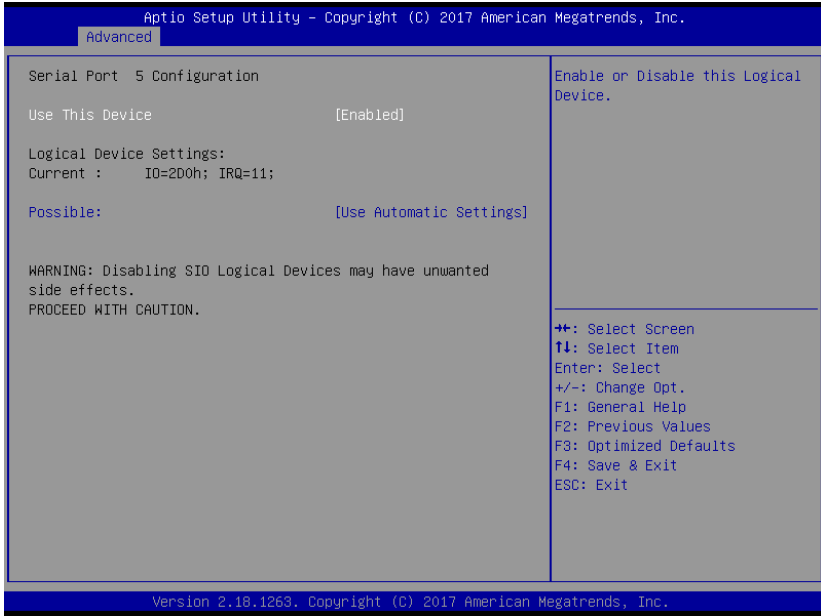 Aptio Setup Utility – Copyright (C) 2017 American Megatrends, Inc.
Advanced
Serial Port  5 Configuration
Use This Device [Enabled]
Logical Device Settings:
Current : IO=2D0h; IRQ=11;
Possible: [Use Automatic Settings]
WARNING: Disabling SIO Logical Devices may have unwanted
side effects.
PROCEED WITH CAUTION.
Enable or Disable this Logical
Device.
→←: Select Screen
↑↓: Select Item
Enter: Select
+/-: Change Opt.
F1: General Help
F2: Previous Values
F3: Optimized Defaults
F4: Save & Exit
ESC: Exit
Version 2.18.1263. Copyright (C) 2017 American Megatrends, Inc.